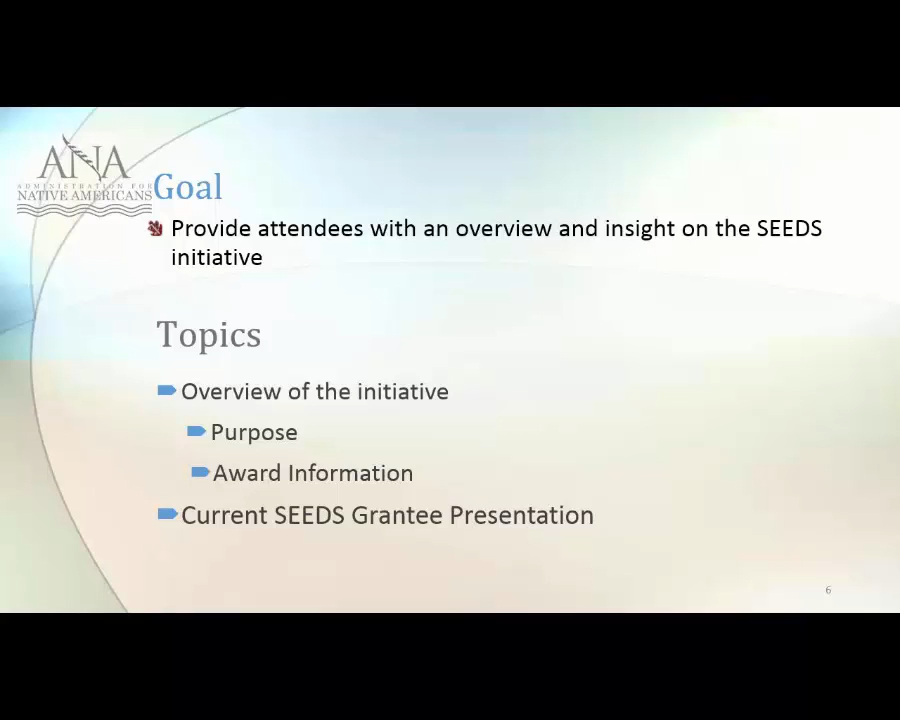 ANA
ADMINISTRATION FOR
NATIVE AMERICANS
Goal
Provide attendees with an overview and insight on the SEEDS
initiative
Topics
Overview of the initiative
Purpose
Award Information
Current SEEDS Grantee Presentation
6